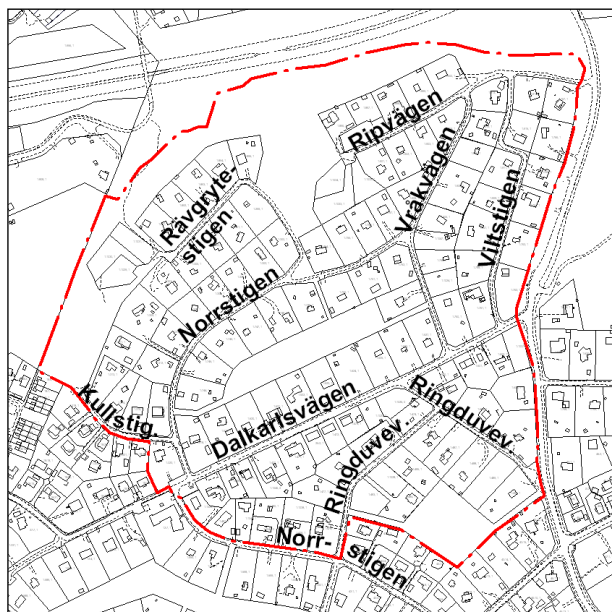 Ripvägen
Vråkvägen
Viltstigen
Rävgryte-
stigen
Norrstigen
Kullstig.
Dalkarlsvägen
Ringduvev.
Ringduvev.
Norr-
stigen